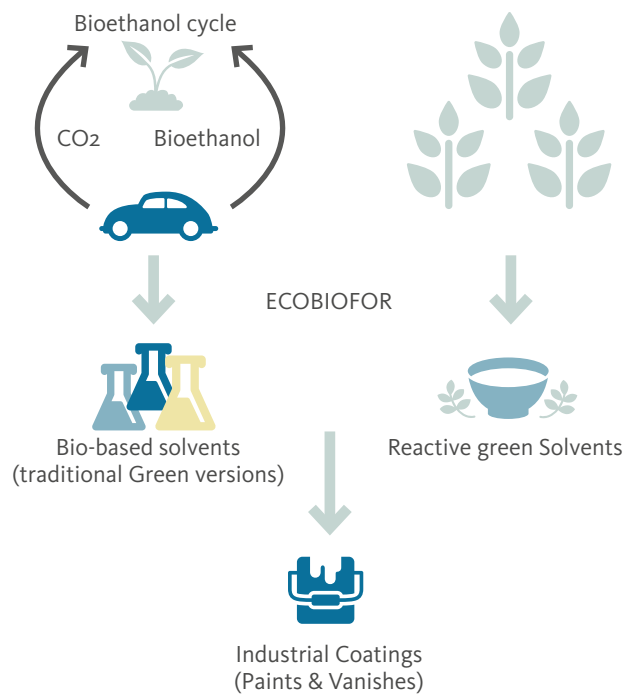 Bioethanol cycle
CO2
Bioethanol
ECOBIOFOR
Bio-based solvents
(traditional Green versions)
Reactive green Solvents
Industrial Coatings
(Paints & Vanishes)